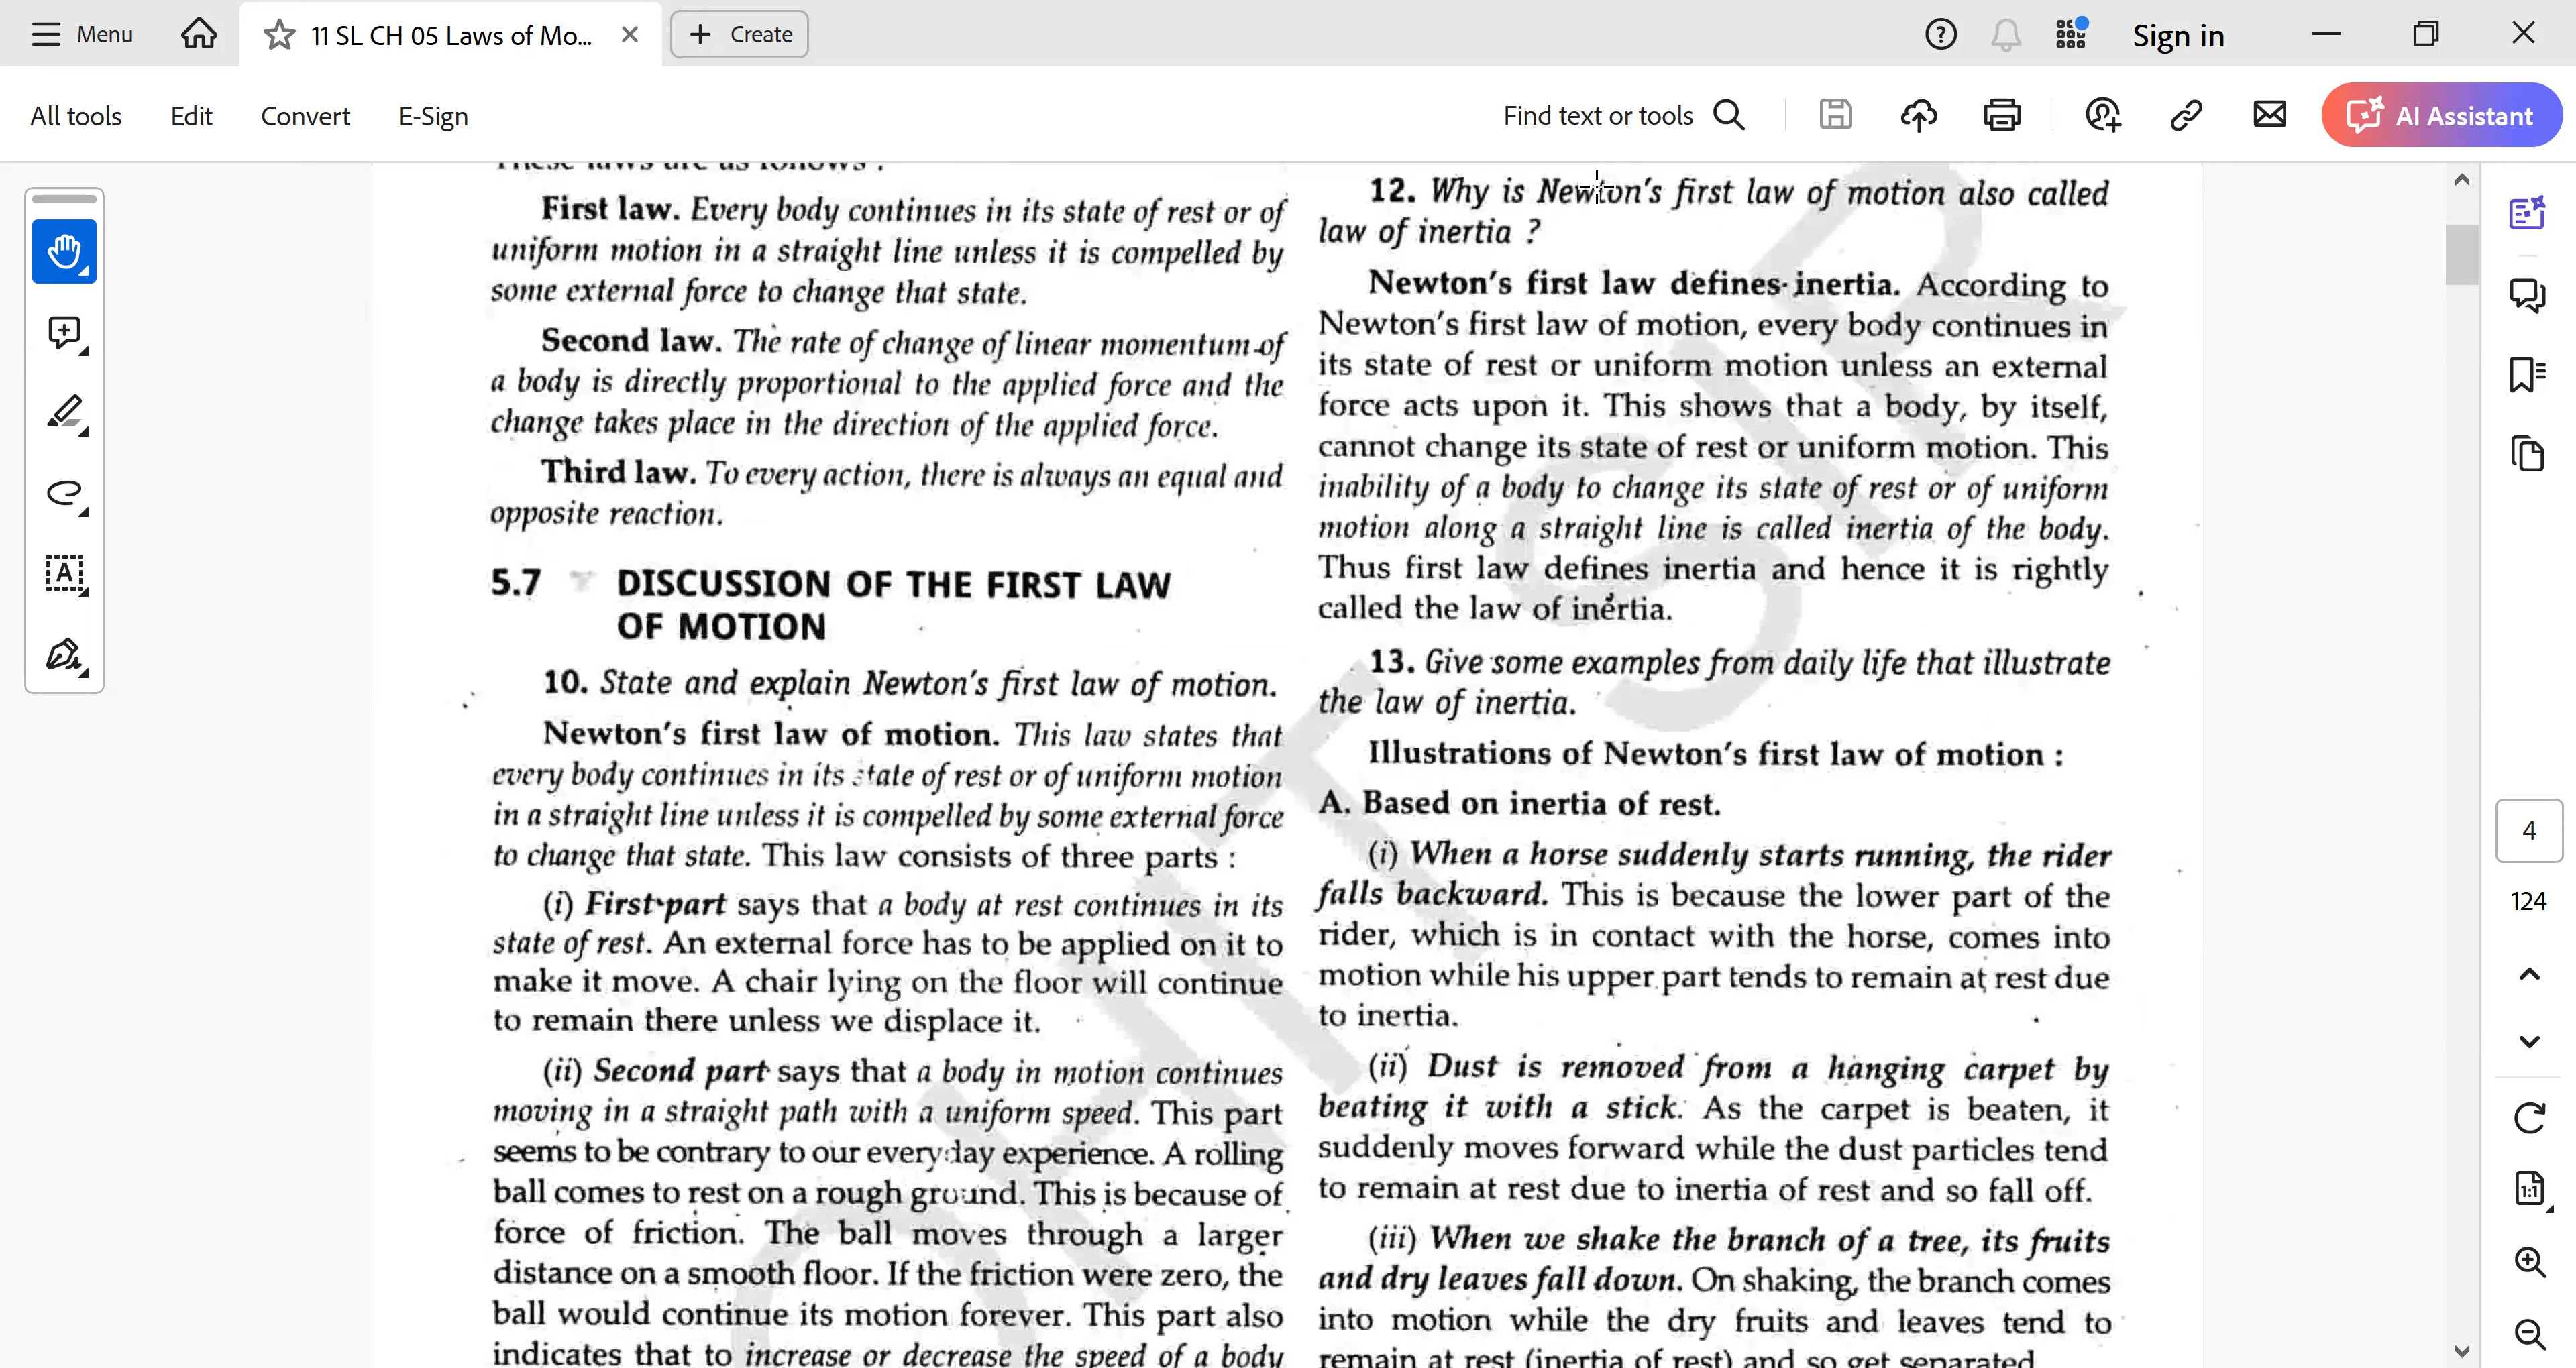 Menu
11 SL CH 05 Laws of Mo...
Create
Sign in
All tools
Edit
Convert
E-Sign
Find text or tools
AI Assistant
These laws are as follows :
First law. Every body continues in its state of rest or of
uniform motion in a straight line unless it is compelled by
some external force to change that state.
Second law. The rate of change of linear momentum of
a body is directly proportional to the applied force and the
change takes place in the direction of the applied force.
Third law. To every action, there is always an equal and
opposite reaction.
5.7 DISCUSSION OF THE FIRST LAW
OF MOTION
10. State and explain Newton's first law of motion.
Newton's first law of motion. This law states that
every body continues in its state of rest or of uniform motion
in a straight line unless it is compelled by some external force
to change that state. This law consists of three parts :
(i) First part says that a body at rest continues in its
state of rest. An external force has to be applied on it to
make it move. A chair lying on the floor will continue
to remain there unless we displace it.
(ii) Second part says that a body in motion continues
moving in a straight path with a uniform speed. This part
seems to be contrary to our everyday experience. A rolling
ball comes to rest on a rough ground. This is because of
force of friction. The ball moves through a larger
distance on a smooth floor. If the friction were zero, the
ball would continue its motion forever. This part also
indicates that to increase or decrease the speed of a body
12. Why is Newton's first law of motion also called
law of inertia ?
Newton's first law defines inertia. According to
Newton's first law of motion, every body continues in
its state of rest or uniform motion unless an external
force acts upon it. This shows that a body, by itself,
cannot change its state of rest or uniform motion. This
inability of a body to change its state of rest or of uniform
motion along a straight line is called inertia of the body.
Thus first law defines inertia and hence it is rightly
called the law of inertia.
13. Give some examples from daily life that illustrate
the law of inertia.
Illustrations of Newton's first law of motion :
A. Based on inertia of rest.
(i) When a horse suddenly starts running, the rider
falls backward. This is because the lower part of the
rider, which is in contact with the horse, comes into
motion while his upper part tends to remain at rest due
to inertia.
(ii) Dust is removed from a hanging carpet by
beating it with a stick. As the carpet is beaten, it
suddenly moves forward while the dust particles tend
to remain at rest due to inertia of rest and so fall off.
(iii) When we shake the branch of a tree, its fruits
and dry leaves fall down. On shaking, the branch comes
into motion while the dry fruits and leaves tend to
remain at rest (inertia of rest) and so get separated.
4
124